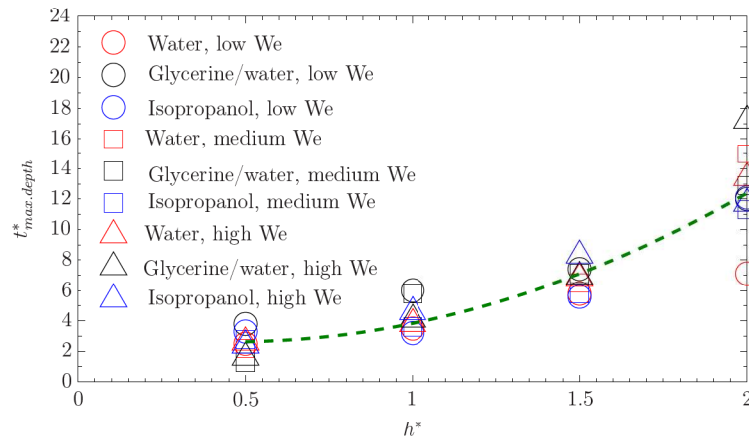 24
22
20
18
16
14
12
10
8
6
4
2
0
t*max.depth
Water, low We
Glycerine/water, low We
Isopropanol, low We
Water, medium We
Glycerine/water, medium We
Isopropanol, medium We
Water, high We
Glycerine/water, high We
Isopropanol, high We
0 0.5 1 1.5 2
h*